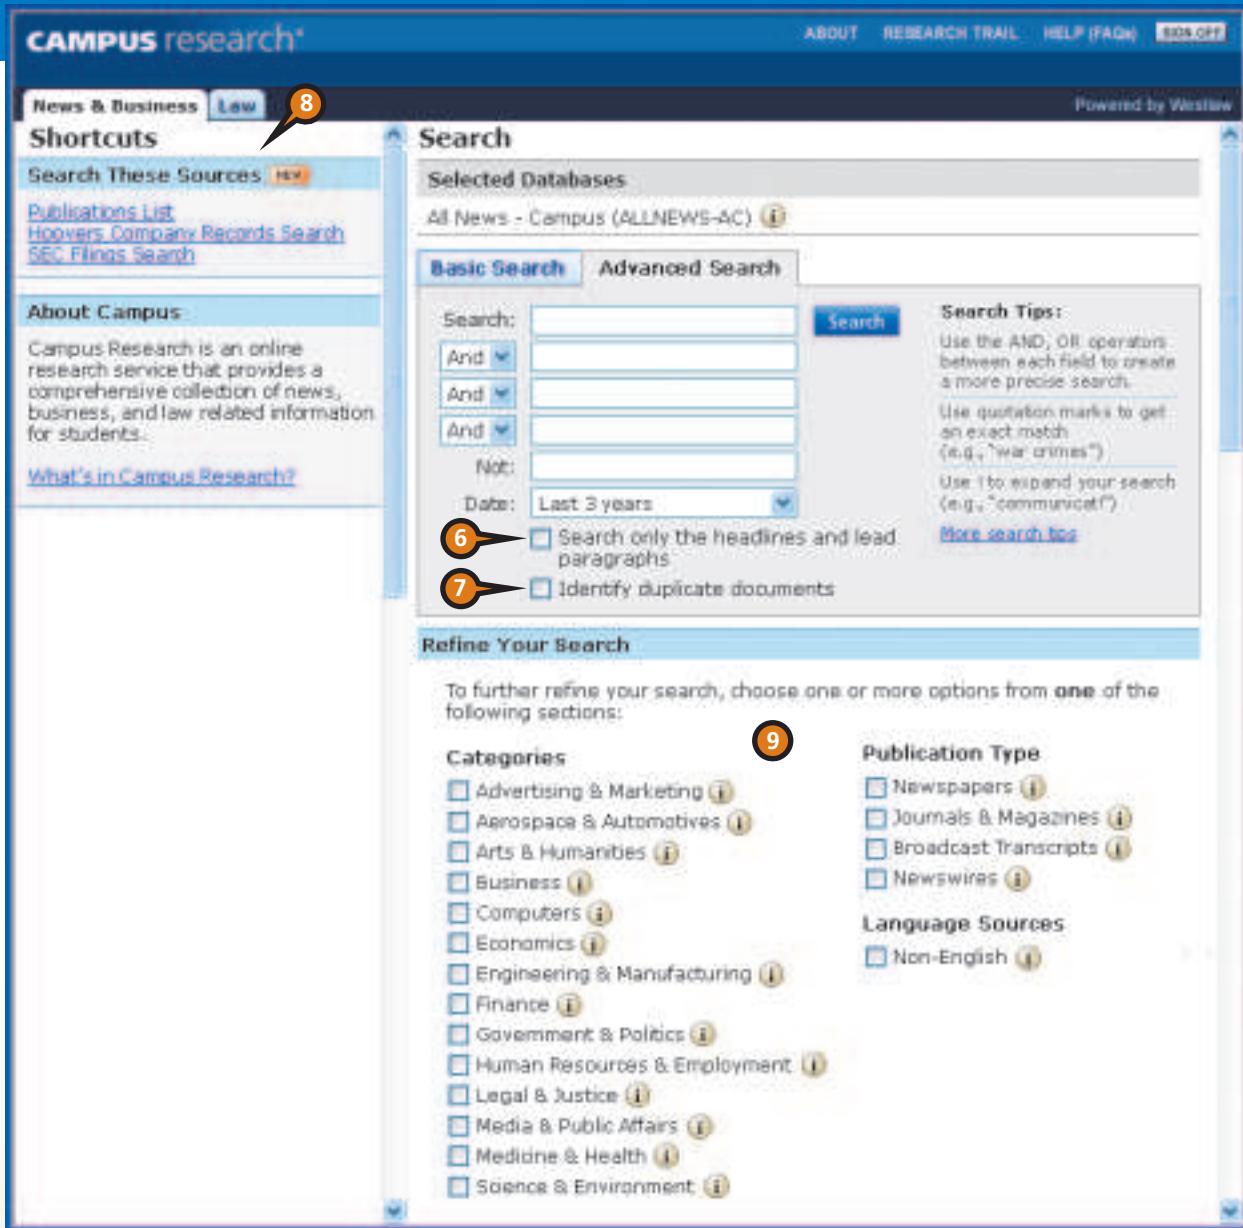 CAMPUS research
ABOUT RESEARCH TRAIL HELP (FAQs) SIGN OFF
News & Business Law 8 Powered by Westlaw
Shortcuts
Search These Sources NEW
Publications List
Hoovers Company Records Search
SEC Filings Search
About Campus
Campus Research is an online
research service that provides a
comprehensive collection of news,
business, and law related information
for students.
What's in Campus Research?
Search
Selected Databases
All News - Campus (ALLNEWS-AC) i
Basic Search Advanced Search
Search: Search
And
And
And
Not:
Date: Last 3 years
6 Search only the headlines and lead
paragraphs
7 Identify duplicate documents
Search Tips:
Use the AND, OR operators
between each field to create
a more precise search.
Use quotation marks to get
an exact match
(e.g., "war crimes")
Use ! to expand your search
(e.g., "communicat!")
More search tips
Refine Your Search
To further refine your search, choose one or more options from one of the
following sections:
9
Categories
Advertising & Marketing i
Aerospace & Automotives i
Arts & Humanities i
Business i
Computers i
Economics i
Engineering & Manufacturing i
Finance i
Government & Politics i
Human Resources & Employment i
Legal & Justice i
Media & Public Affairs i
Medicine & Health i
Science & Environment i
Publication Type
Newspapers i
Journals & Magazines i
Broadcast Transcripts i
Newswires i
Language Sources
Non-English i